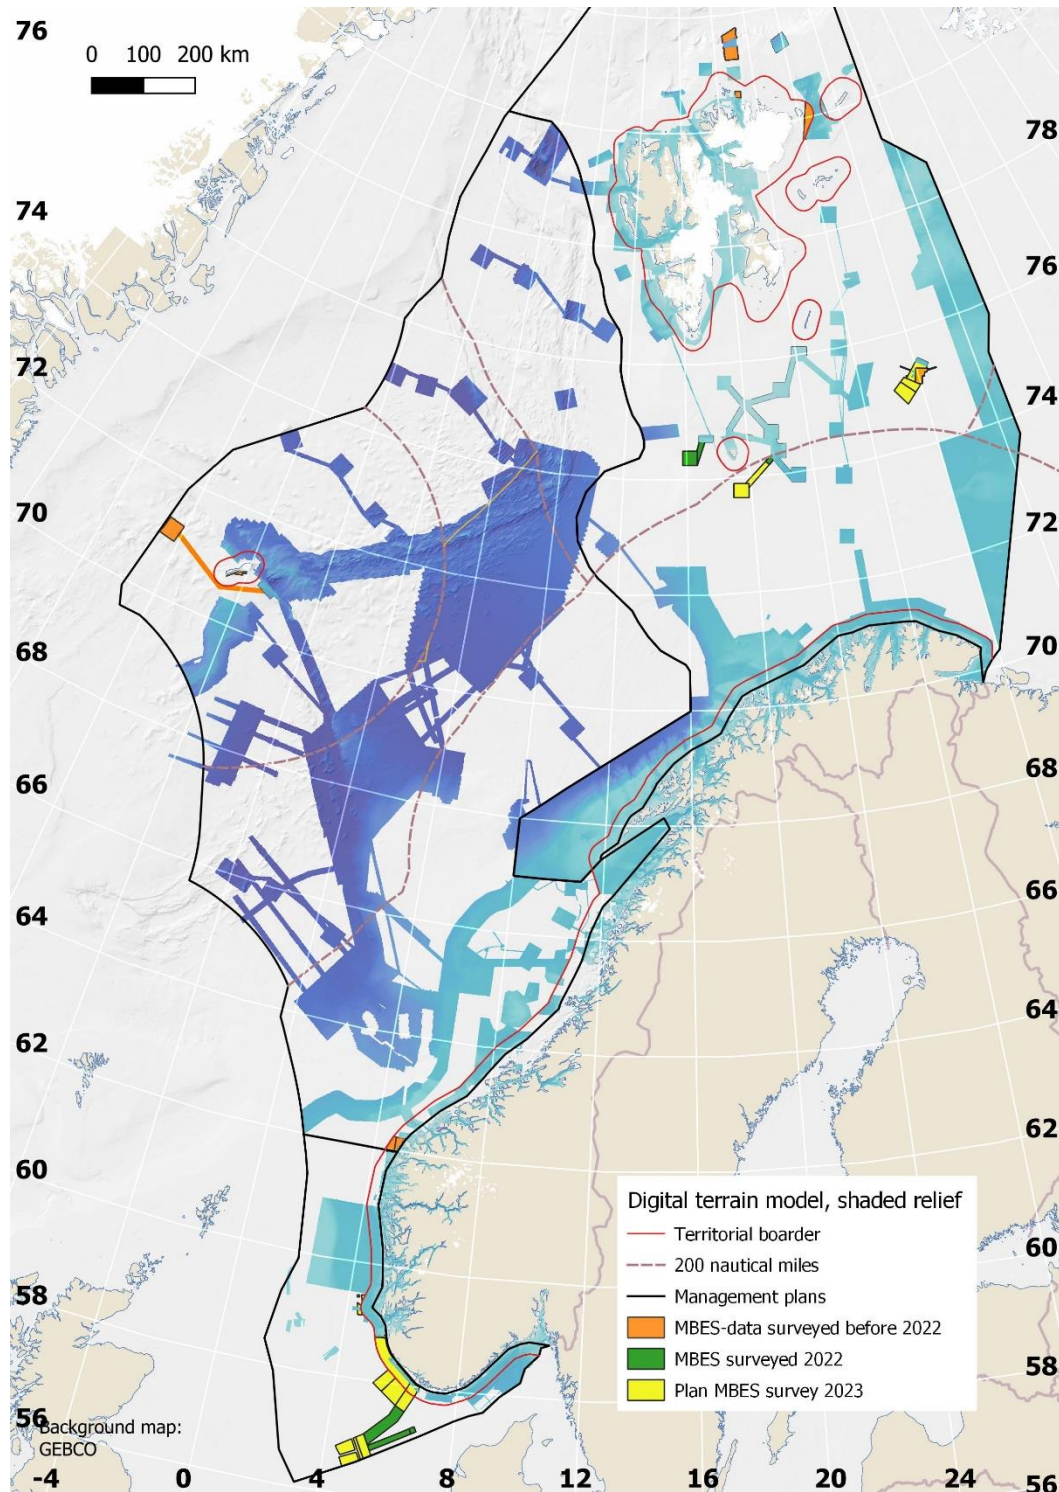 76
0 100 200 km
78
74
76
72
74
70
72
68
70
66
68
64
66
62
64
60
62
Digital terrain model, shaded relief
Territorial boarder
200 nautical miles
Management plans
MBES-data surveyed before 2022
MBES surveyed 2022
Plan MBES survey 2023
60
58
58
56
Background map:
GEBCO
-4 0 4 8 12 16 20 24
56